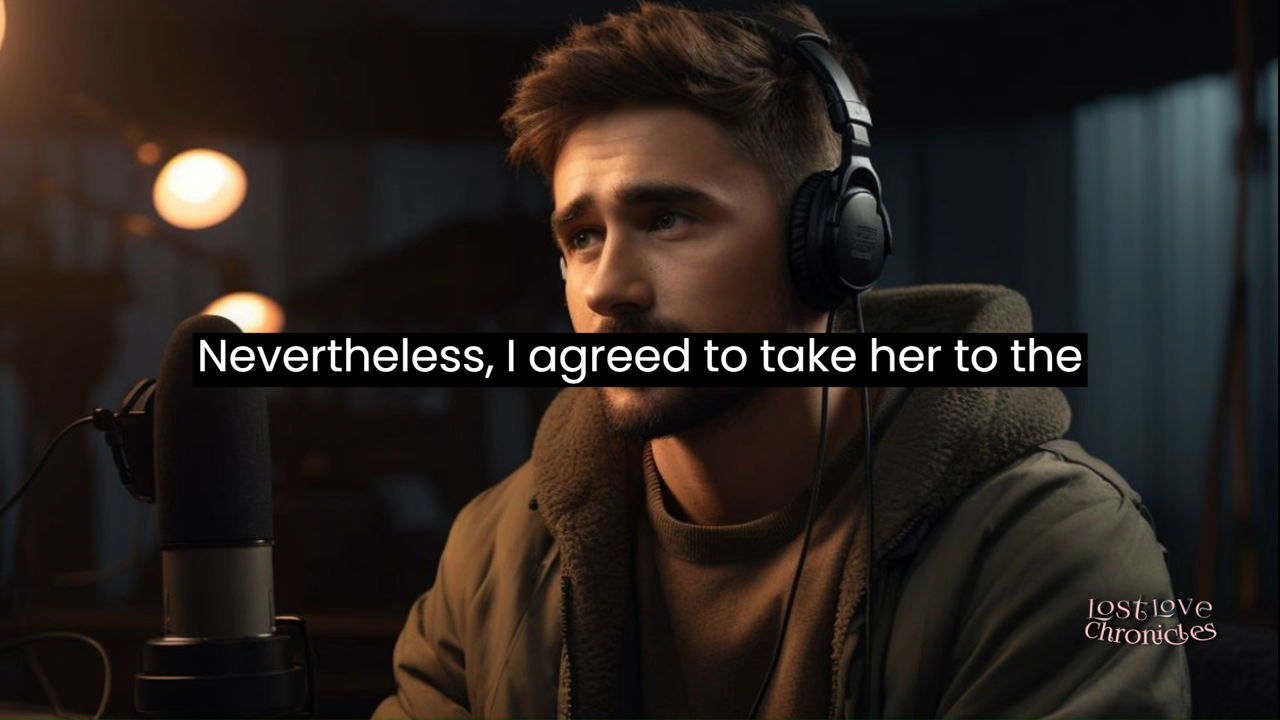 Nevertheless, I agreed to take her to the
Lost Love
Chronicles